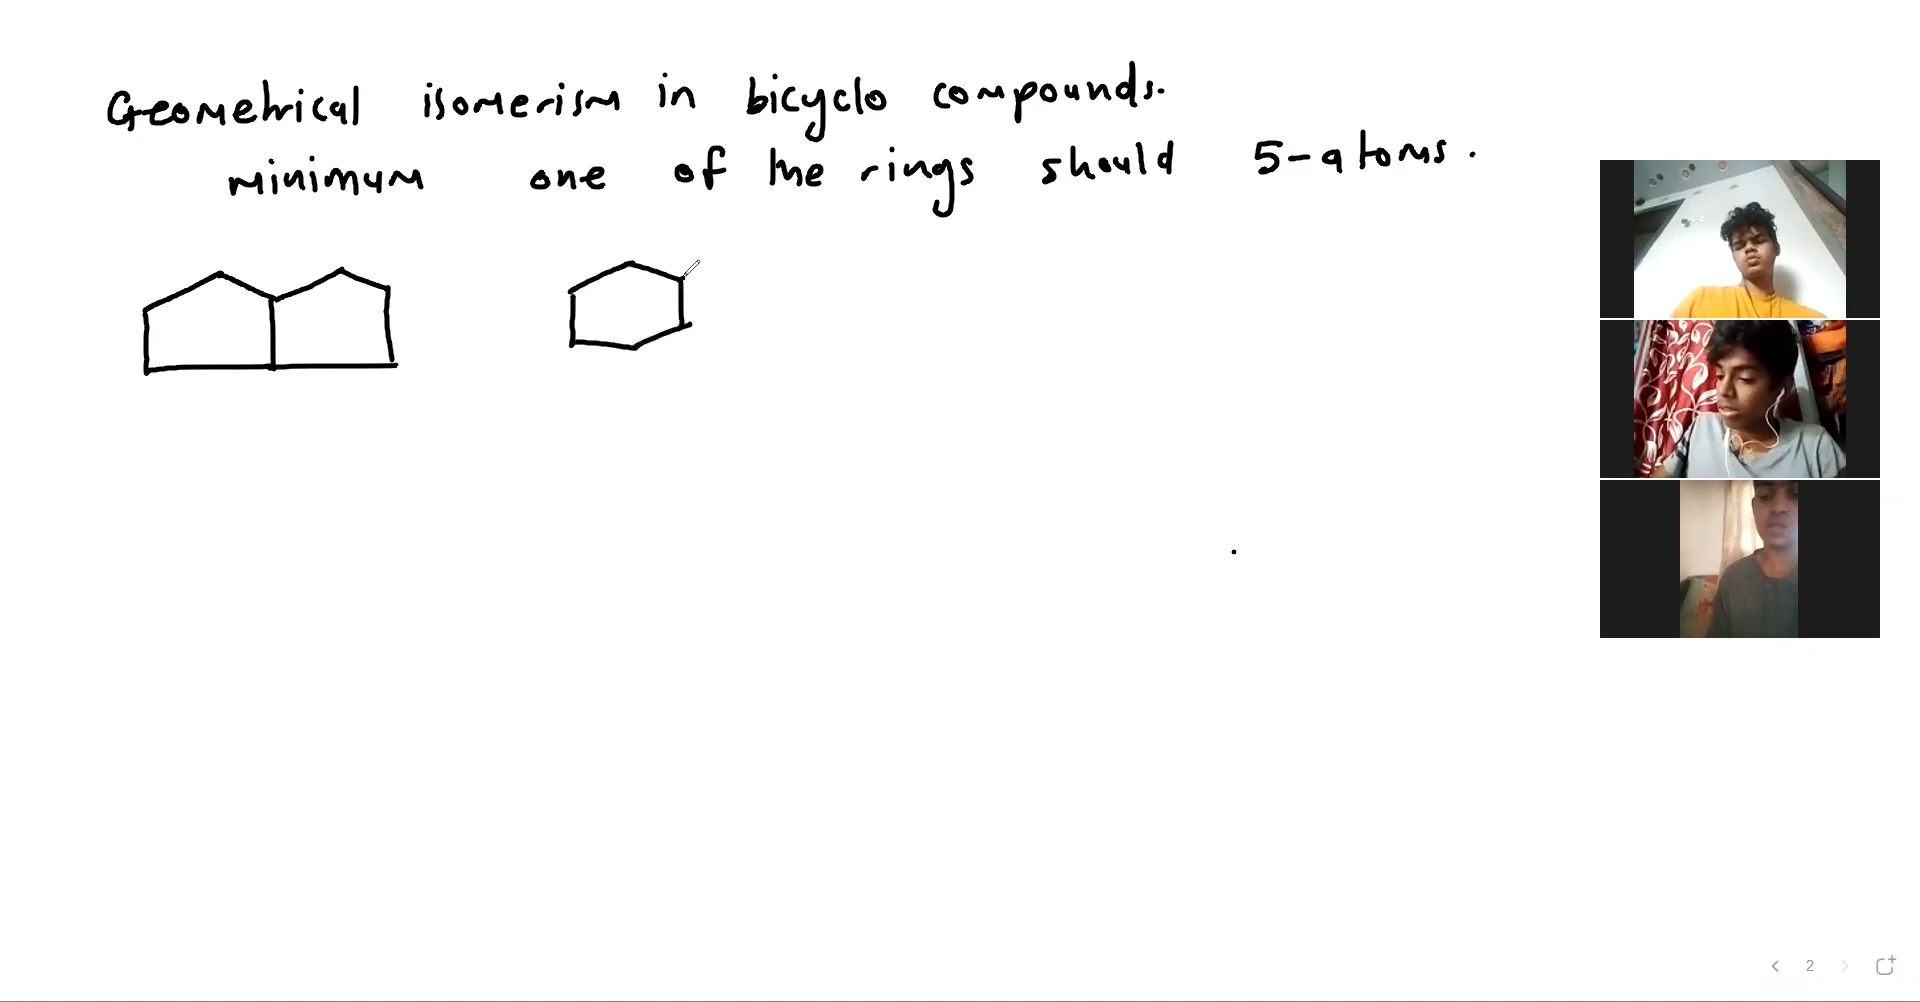 Geometrical isomerism in bicyclo compounds.
minimum one of the rings should 5-atoms.
2